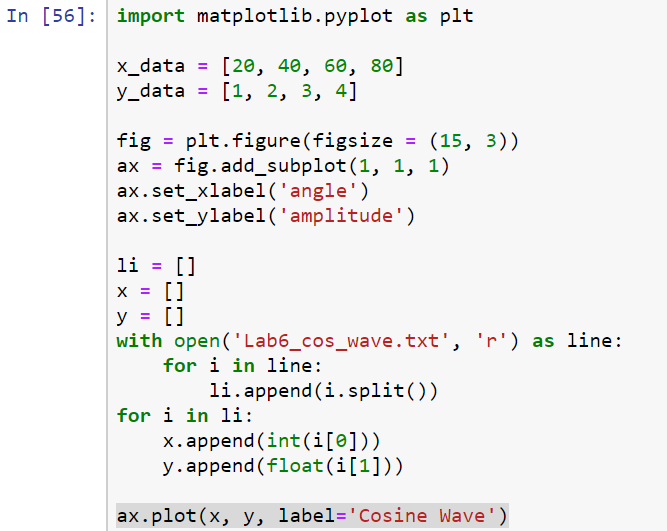 In [56]: import matplotlib.pyplot as plt
x_data = [20, 40, 60, 80]
y_data = [1, 2, 3, 4]
fig = plt.figure(figsize = (15, 3))
ax = fig.add_subplot(1, 1, 1)
ax.set_xlabel('angle')
ax.set_ylabel('amplitude')
li = []
x = []
y = []
with open('Lab6_cos_wave.txt', 'r') as line:
    for i in line:
        li.append(i.split())
for i in li:
    x.append(int(i[0]))
    y.append(float(i[1]))
ax.plot(x, y, label='Cosine Wave')